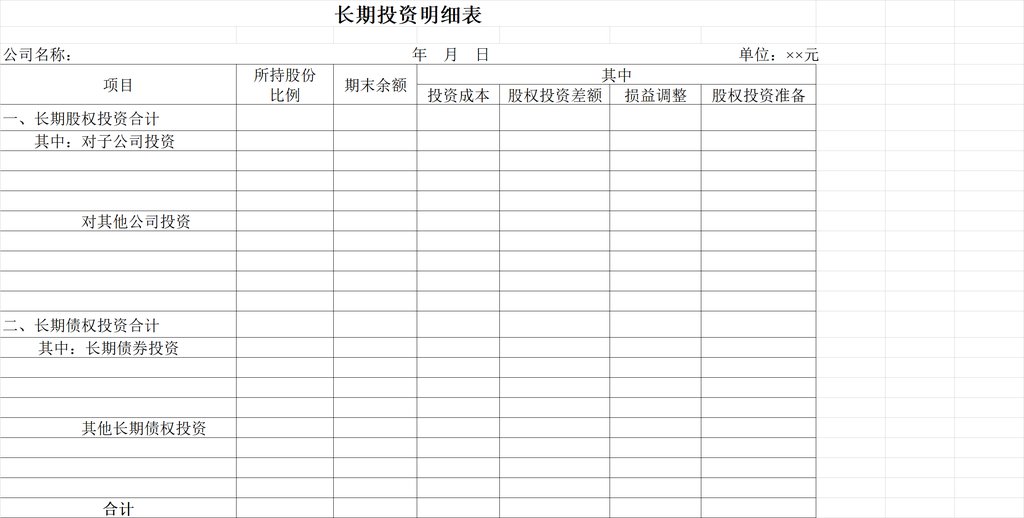 长期投资明细表
公司名称： 年 月 日 单位：××元
项目 所持股份比例 期末余额 其中
投资成本 股权投资差额 损益调整 股权投资准备
一、长期股权投资合计
其中：对子公司投资
对其他公司投资
二、长期债权投资合计
其中：长期债券投资
其他长期债权投资
合计